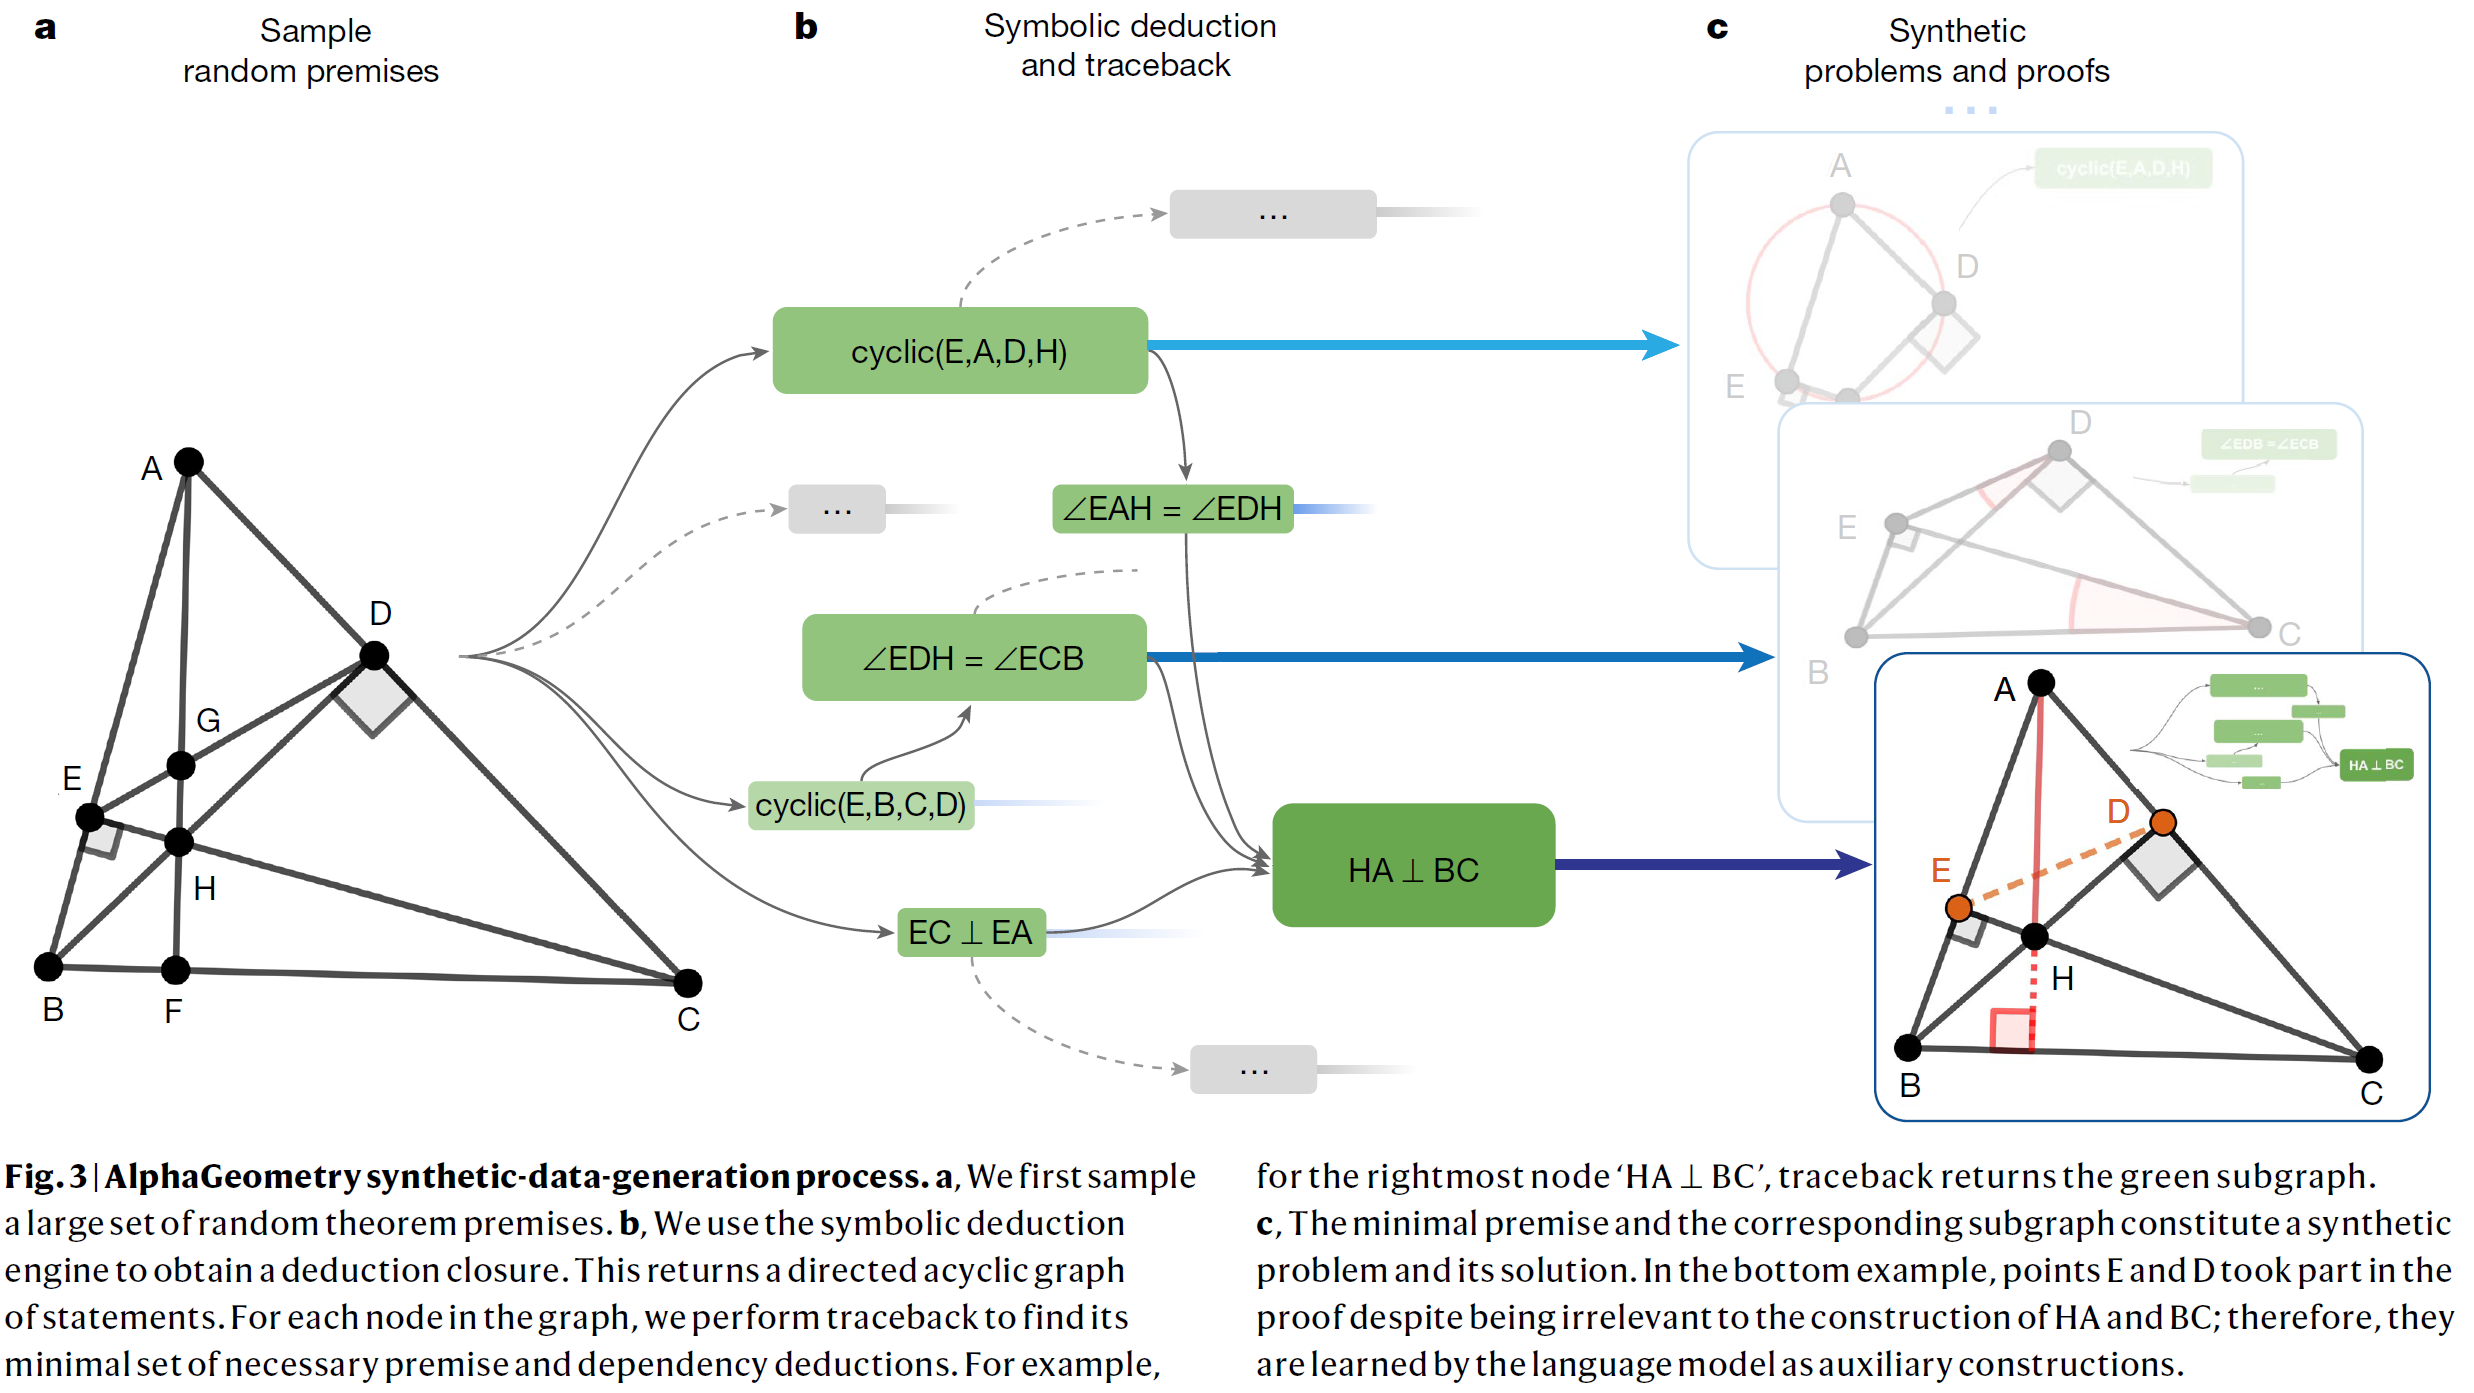 a
Sample
random premises
A
D
G
E
H
B
F
C
b
Symbolic deduction
and traceback
...
cyclic(E,A,D,H)
...
∠EAH = ∠EDH
∠EDH = ∠ECB
cyclic(E,B,C,D)
HA ⊥ BC
EC ⊥ EA
...
c
Synthetic
problems and proofs
...
A
cyclic(E,A,D,H)
D
E
D
∠EDB = ∠ECB
E
C
B
A
...
...
HA ⊥ BC
D
E
H
B
C
Fig. 3 | AlphaGeometry synthetic-data-generation process. a, We first sample
a large set of random theorem premises. b, We use the symbolic deduction
engine to obtain a deduction closure. This returns a directed acyclic graph
of statements. For each node in the graph, we perform traceback to find its
minimal set of necessary premise and dependency deductions. For example,
for the rightmost node ‘HA ⊥ BC’, traceback returns the green subgraph.
c, The minimal premise and the corresponding subgraph constitute a synthetic
problem and its solution. In the bottom example, points E and D took part in the
proof despite being irrelevant to the construction of HA and BC; therefore, they
are learned by the language model as auxiliary constructions.